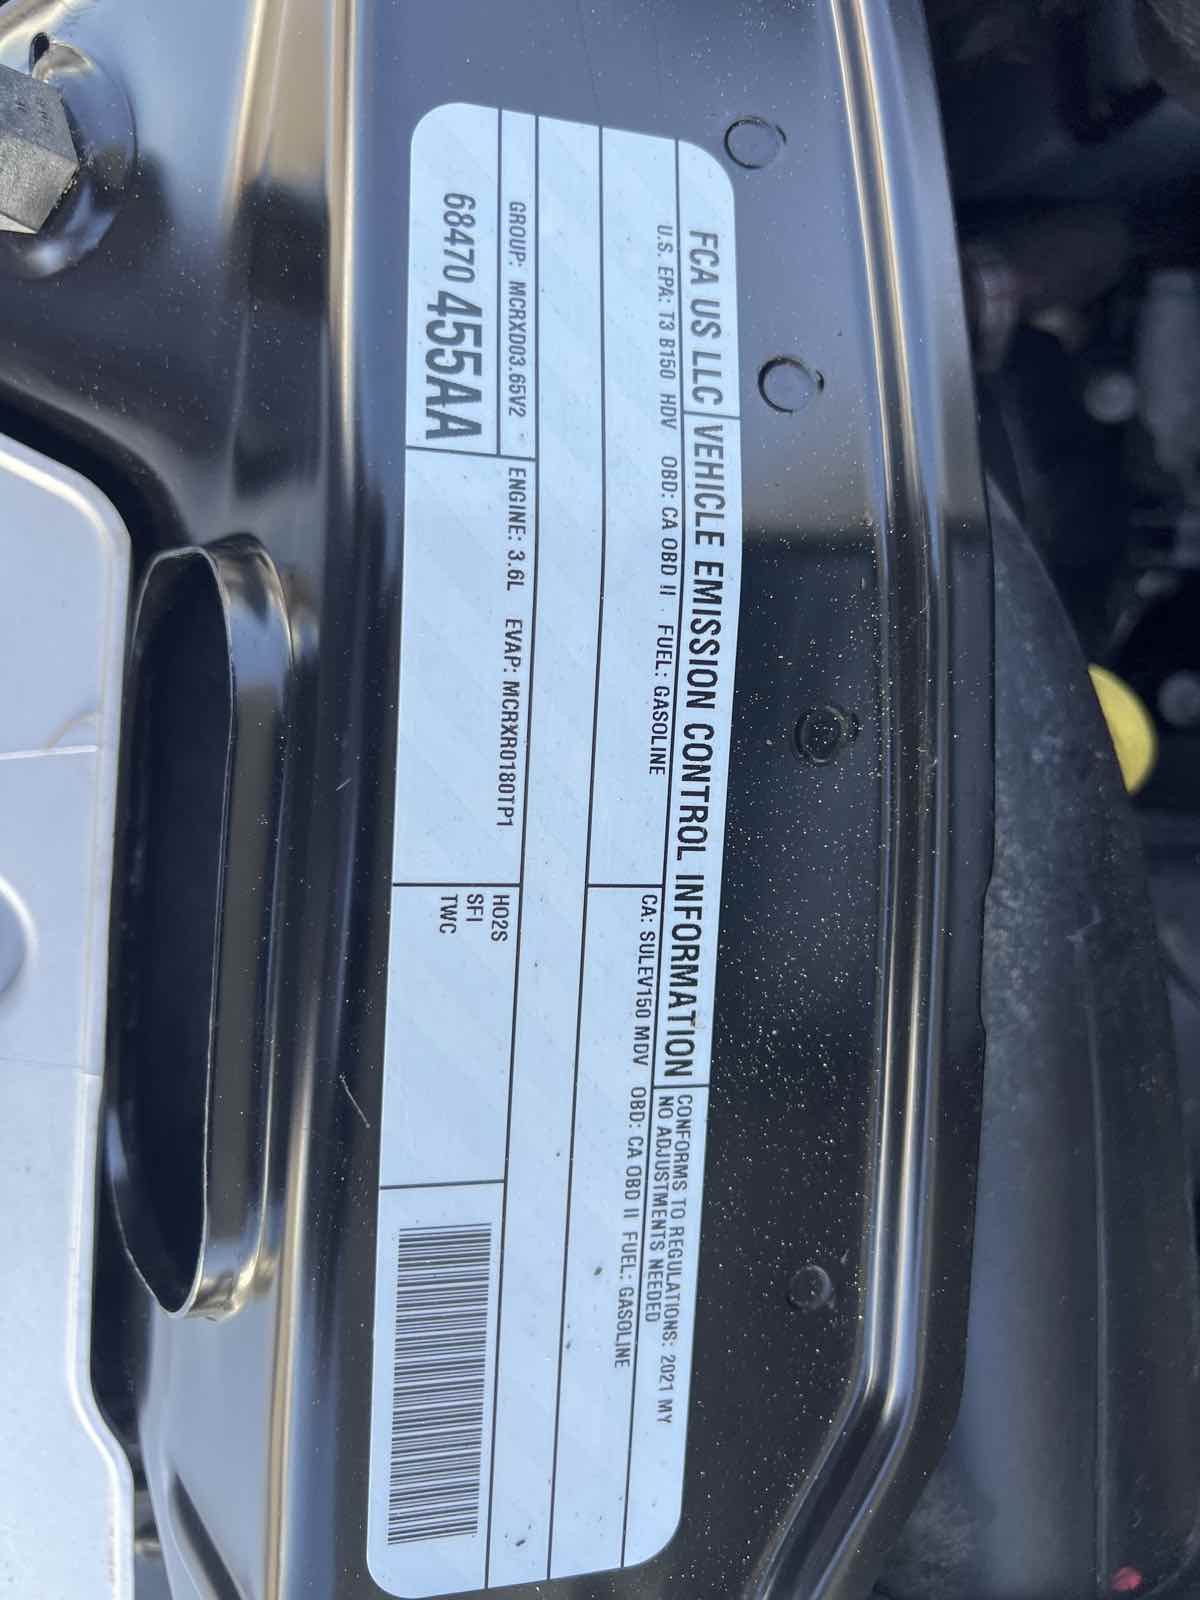 FCA US LLC VEHICLE EMISSION CONTROL INFORMATION
CONFORMS TO REGULATIONS: 2021 MY
NO ADJUSTMENTS NEEDED
U.S. EPA: T3 B150 HDV OBD: CA OBD II FUEL: GASOLINE
CA: SULEV150 MDV OBD: CA OBD II FUEL: GASOLINE
GROUP: MCRXD03.65V2
ENGINE: 3.6L EVAP: MCRXR0180TP1
HO2S
SFI
TWC
68470 455AA